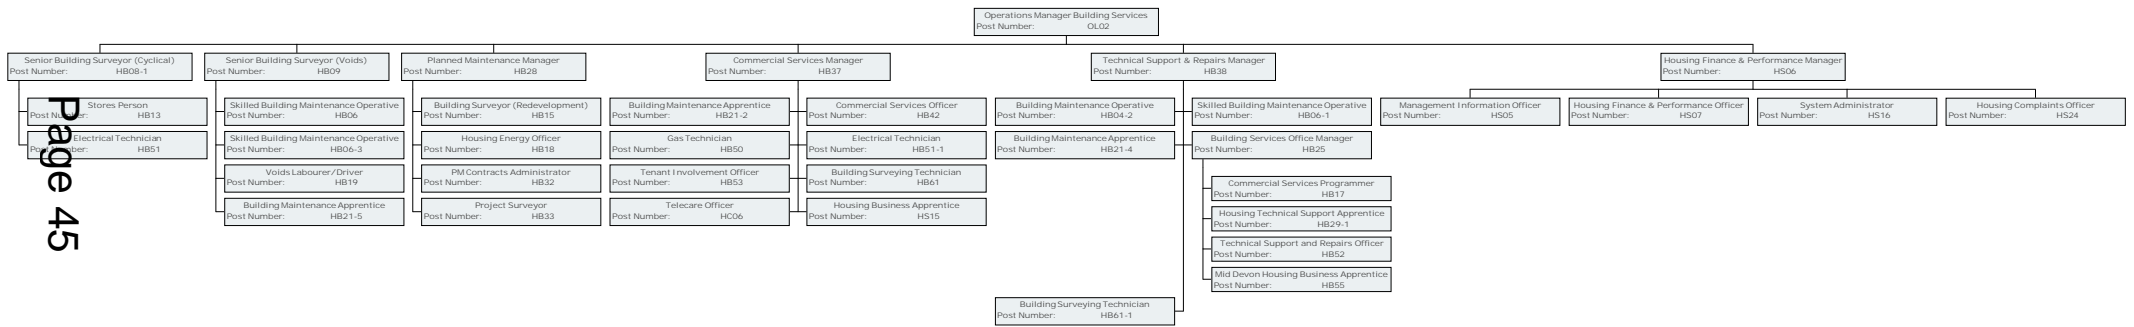 Operations Manager Building Services
Post Number: OL02
Senior Building Surveyor (Cyclical)
Post Number: HB08-1
Stores Person
Post Number: HB13
Electrical Technician
Post Number: HB51
Senior Building Surveyor (Voids)
Post Number: HB09
Skilled Building Maintenance Operative
Post Number: HB06
Skilled Building Maintenance Operative
Post Number: HB06-3
Voids Labourer/Driver
Post Number: HB19
Building Maintenance Apprentice
Post Number: HB21-5
Planned Maintenance Manager
Post Number: HB28
Building Surveyor (Redevelopment)
Post Number: HB15
Housing Energy Officer
Post Number: HB18
PM Contracts Administrator
Post Number: HB32
Project Surveyor
Post Number: HB33
Commercial Services Manager
Post Number: HB37
Building Maintenance Apprentice
Post Number: HB21-2
Commercial Services Officer
Post Number: HB42
Gas Technician
Post Number: HB50
Electrical Technician
Post Number: HB51-1
Tenant Involvement Officer
Post Number: HB53
Building Surveying Technician
Post Number: HB61
Telecare Officer
Post Number: HC06
Housing Business Apprentice
Post Number: HS15
Technical Support & Repairs Manager
Post Number: HB38
Building Maintenance Operative
Post Number: HB04-2
Skilled Building Maintenance Operative
Post Number: HB06-1
Building Maintenance Apprentice
Post Number: HB21-4
Building Services Office Manager
Post Number: HB25
Commercial Services Programmer
Post Number: HB17
Housing Technical Support Apprentice
Post Number: HB29-1
Technical Support and Repairs Officer
Post Number: HB52
Mid Devon Housing Business Apprentice
Post Number: HB55
Building Surveying Technician
Post Number: HB61-1
Housing Finance & Performance Manager
Post Number: HS06
Management Information Officer
Post Number: HS05
Housing Finance & Performance Officer
Post Number: HS07
System Administrator
Post Number: HS16
Housing Complaints Officer
Post Number: HS24
Page 45